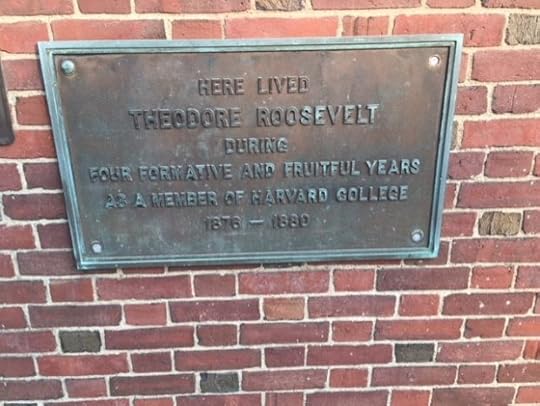 HERE LIVED
THEODORE ROOSEVELT
DURING
FOUR FORMATIVE AND FRUITFUL YEARS
AS A MEMBER OF HARVARD COLLEGE
1876 — 1880